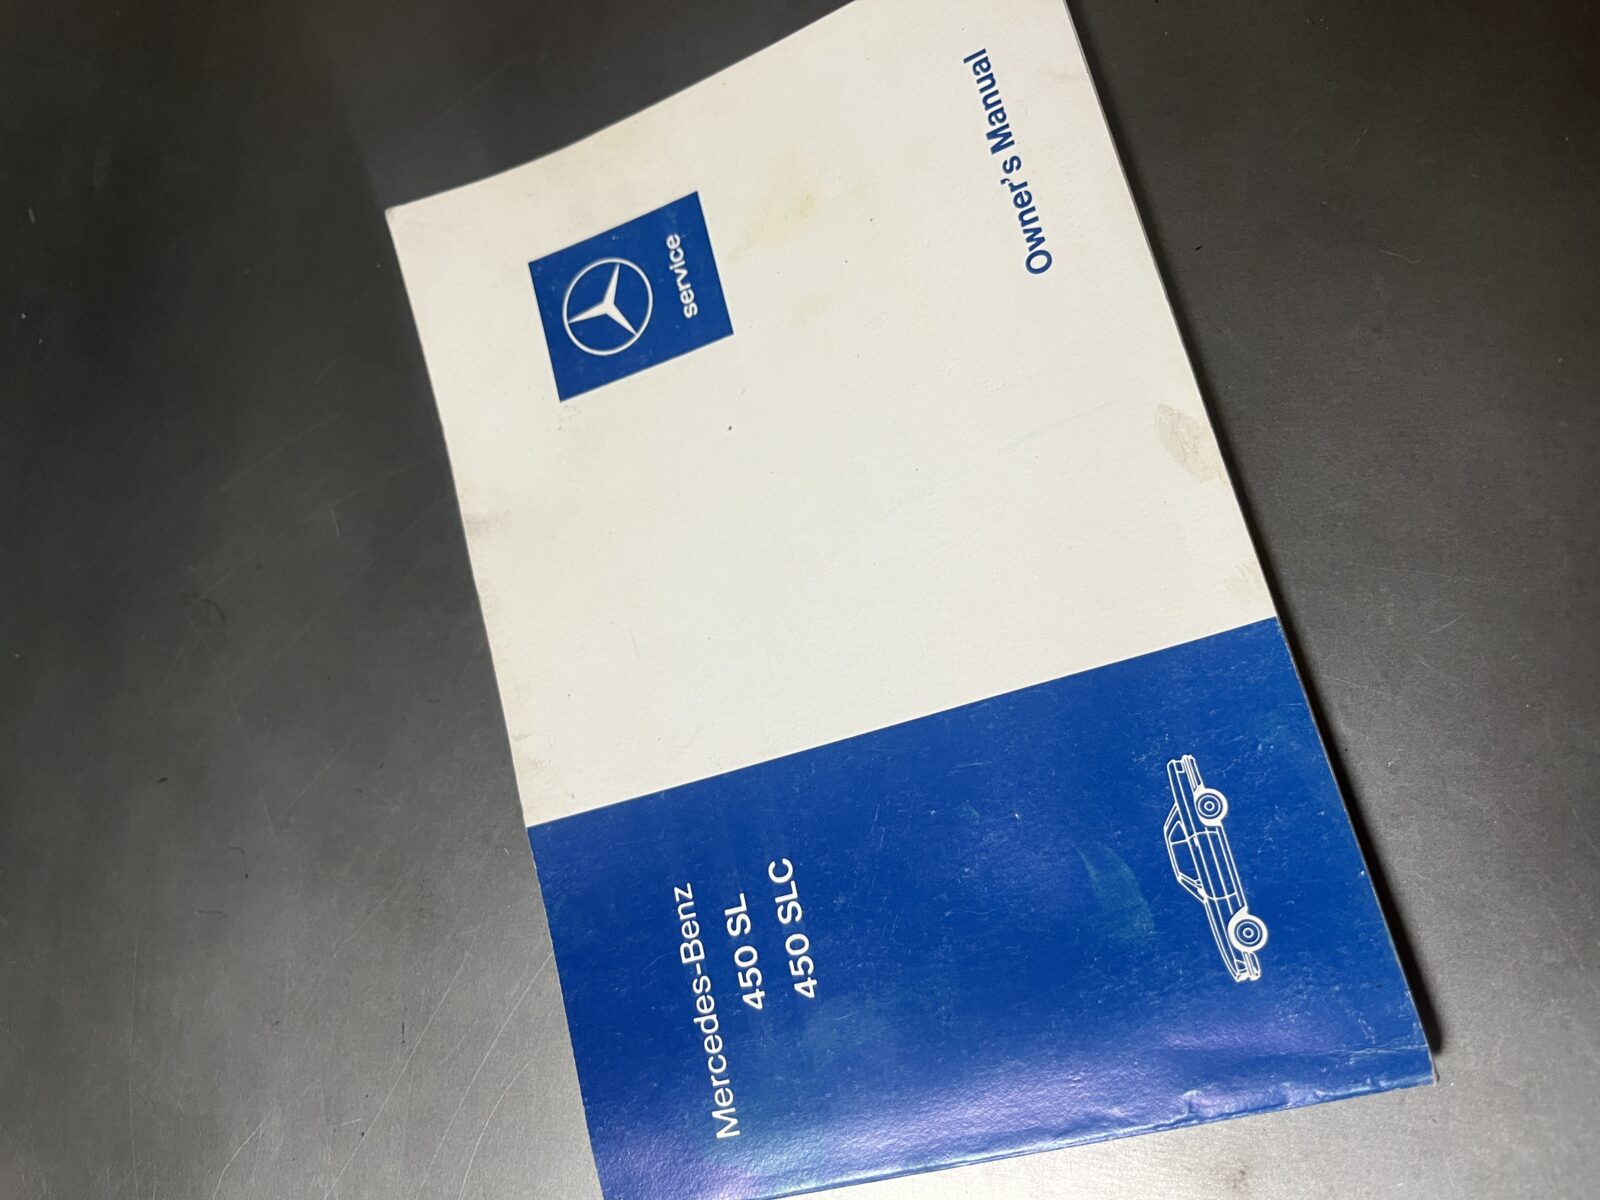 Mercedes-Benz
450 SL
450 SLC
service
Owner's Manual